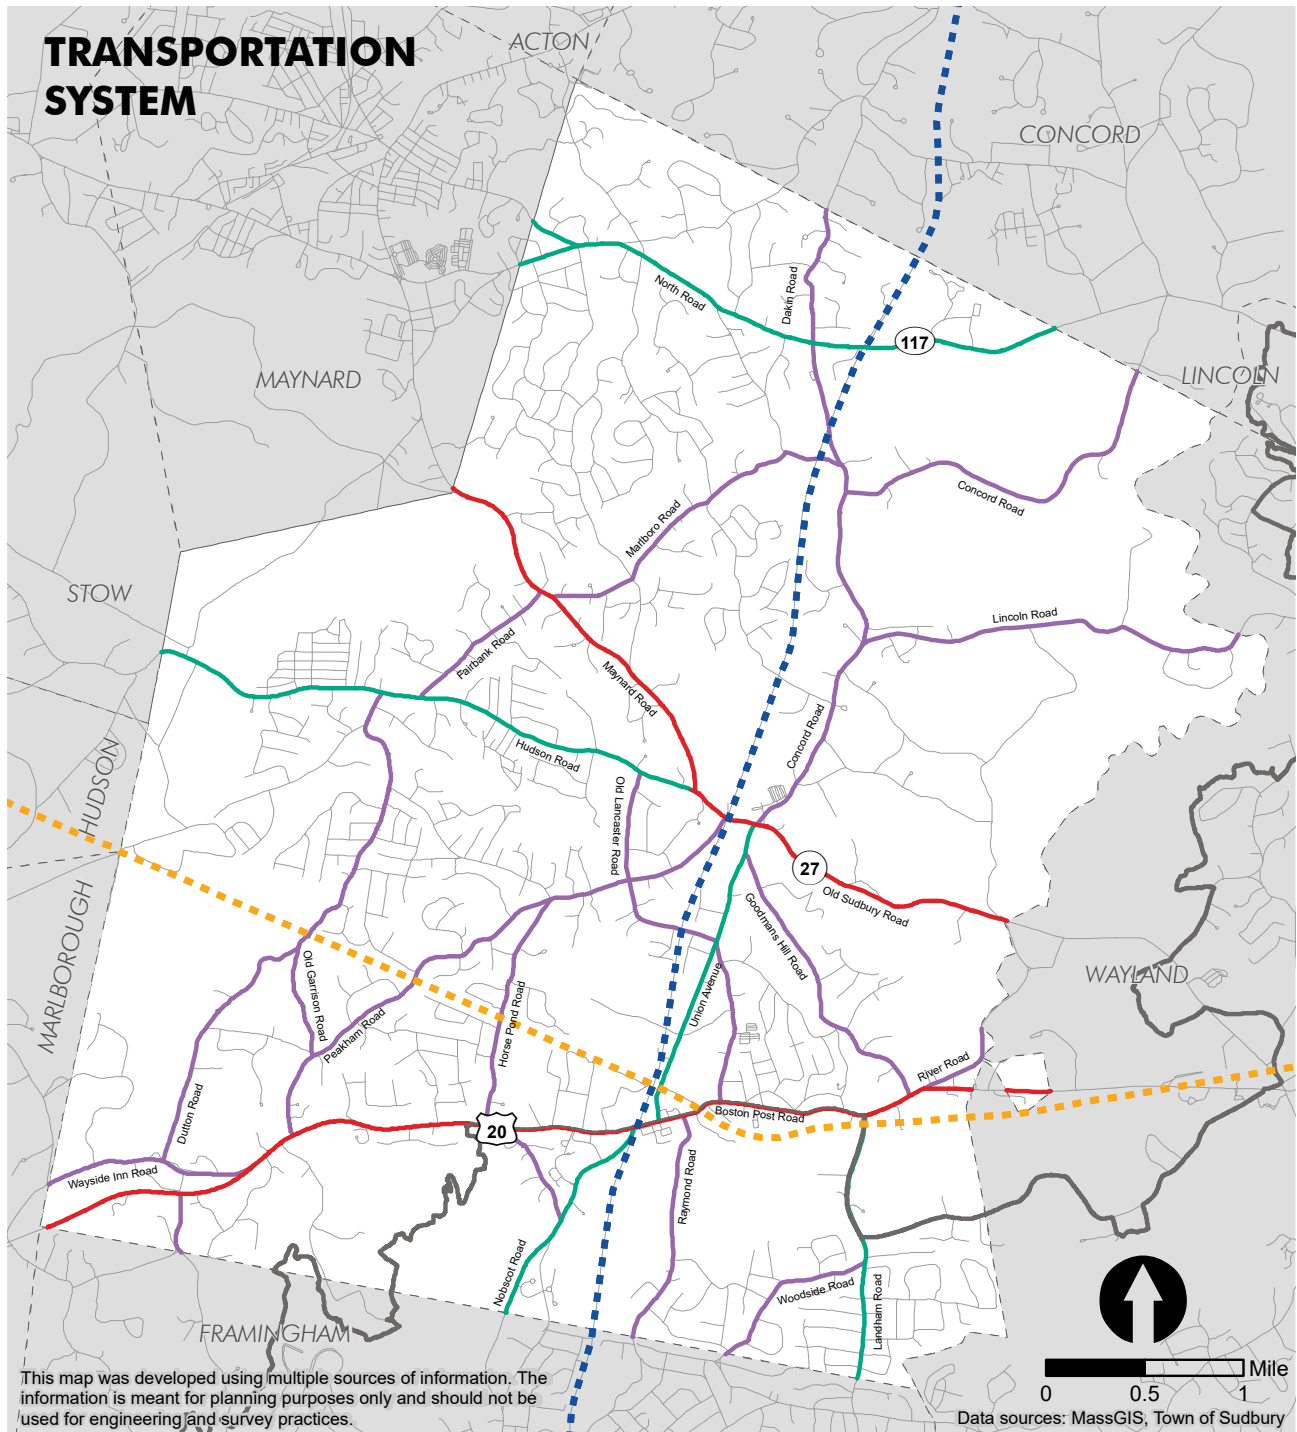 TRANSPORTATION
SYSTEM
ACTON
CONCORD
North Road
Dakin Road
117
MAYNARD
LINCOLN
Concord Road
Marlboro Road
STOW
Lincoln Road
Fairbank Road
Maynard Road
Concord Road
Hudson Road
HUDSON
Old Lancaster Road
27
Old Sudbury Road
Goodmans Hill Road
MARLBOROUGH
WAYLAND
Old Garrison Road
Union Avenue
Horse Pond Road
Peakham Road
River Road
Dutton Road
Boston Post Road
20
Wayside Inn Road
Raymond Road
Nobscot Road
Woodside Road
Landham Road
FRAMINGHAM
This map was developed using multiple sources of information. The
information is meant for planning purposes only and should not be
used for engineering and survey practices.
Mile
0 0.5 1
Data sources: MassGIS, Town of Sudbury